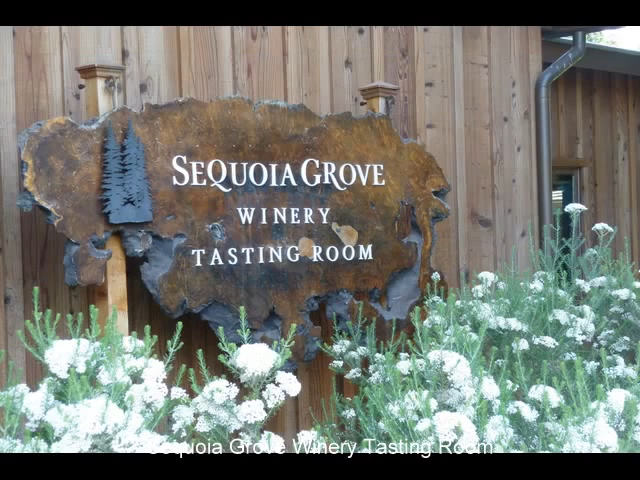 SEQUOIA GROVE
WINERY
TASTING ROOM
Sequoia Grove Winery Tasting Room